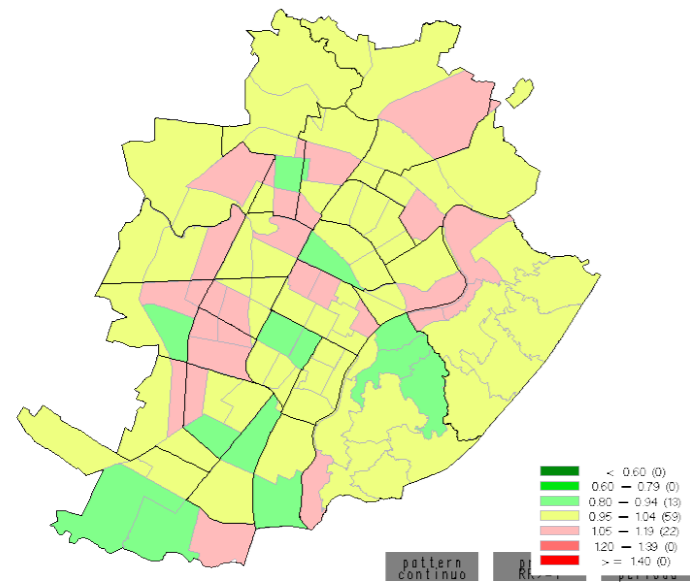 < 0.60 (0)
0.60 – 0.79 (0)
0.80 – 0.94 (13)
0.95 – 1.04 (59)
1.05 – 1.19 (22)
1.20 – 1.39 (0)
>= 1.40 (0)
pattern
continuo